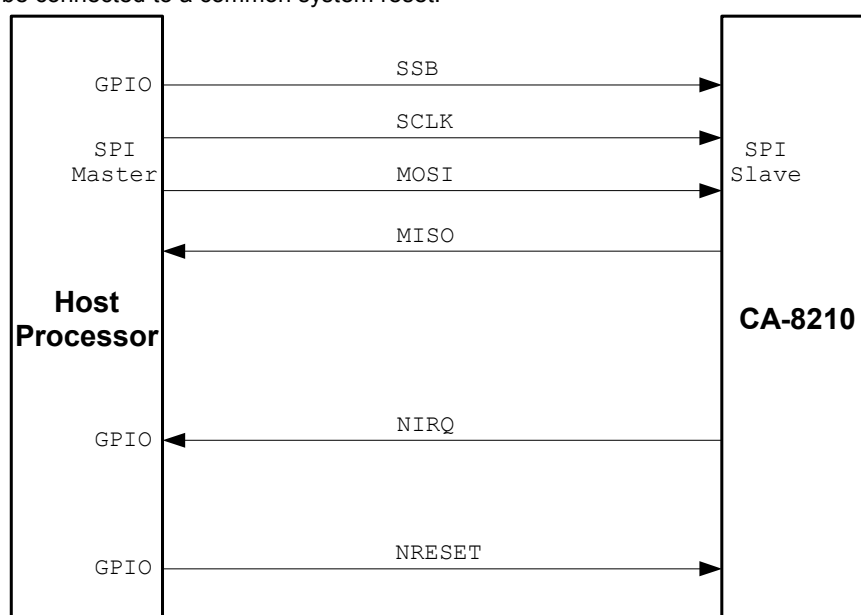 be connected to a common system reset.
GPIO
SSB
SCLK
SPI
Master
SPI
Slave
MOSI
MISO
Host
Processor
CA-8210
GPIO
NIRQ
GPIO
NRESET